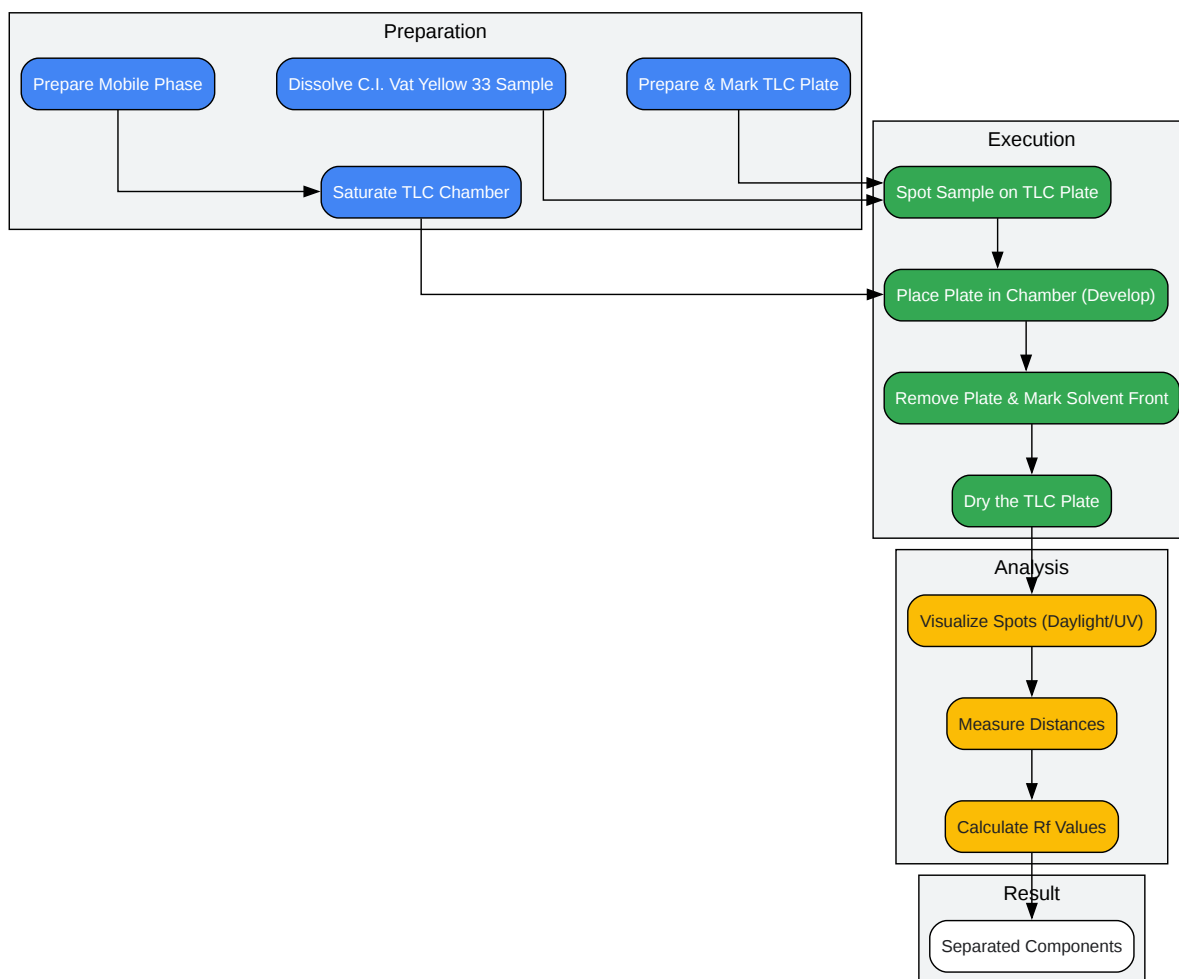 Preparation
Prepare Mobile Phase
Dissolve C.I. Vat Yellow 33 Sample
Prepare & Mark TLC Plate
Saturate TLC Chamber
Execution
Spot Sample on TLC Plate
Place Plate in Chamber (Develop)
Remove Plate & Mark Solvent Front
Dry the TLC Plate
Analysis
Visualize Spots (Daylight/UV)
Measure Distances
Calculate Rf Values
Result
Separated Components